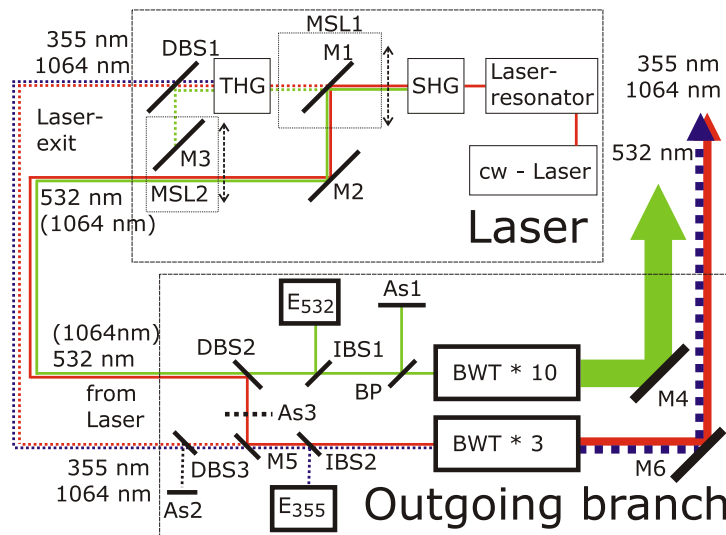 MSL1
355 nm
1064 nm
DBS1
M1
THG
SHG
Laser-
resonator
355 nm
1064 nm
Laser-
exit
M3
532 nm
cw - Laser
MSL2
M2
532 nm
(1064 nm)
Laser
As1
E532
(1064nm)
532 nm
DBS2
IBS1
BP
BWT * 10
M4
from
Laser
As3
BWT * 3
M5
IBS2
DBS3
M6
355 nm
1064 nm
As2
E355
Outgoing branch